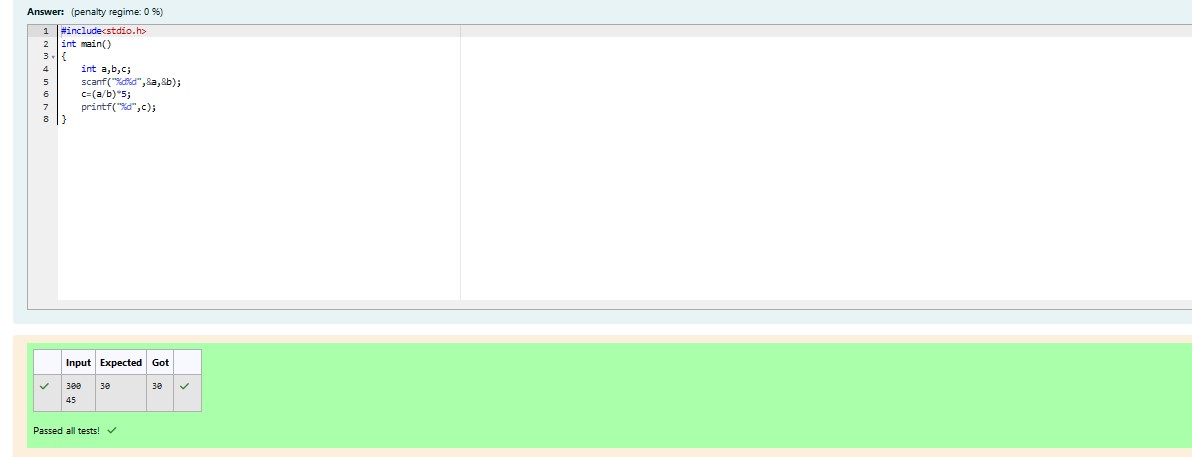 Answer: (penalty regime: 0 %)
1 #include<stdio.h>
2 int main()
3 {
4 int a,b,c;
5 scanf("%d%d",&a,&b);
6 c=(a/b)*5;
7 printf("%d",c);
8 }
Input Expected Got
300 30 30
45
Passed all tests!